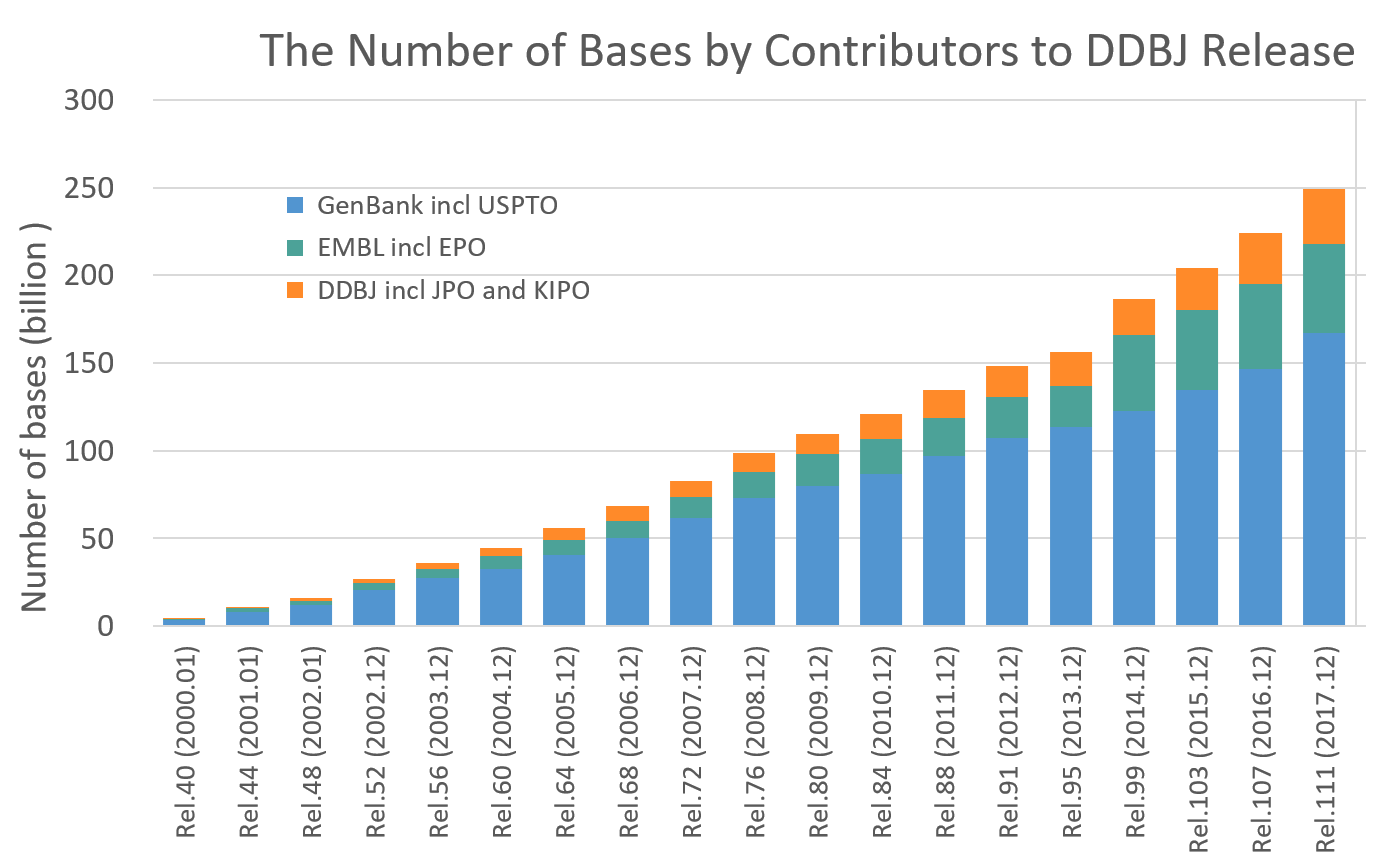 The Number of Bases by Contributors to DDBJ Release
300
250
200
150
100
50
0
Number of bases (billion )
GenBank incl USPTO
EMBL incl EPO
DDBJ incl JPO and KIPO
Rel.40 (2000.01)
Rel.44 (2001.01)
Rel.48 (2002.01)
Rel.52 (2002.12)
Rel.56 (2003.12)
Rel.60 (2004.12)
Rel.64 (2005.12)
Rel.68 (2006.12)
Rel.72 (2007.12)
Rel.76 (2008.12)
Rel.80 (2009.12)
Rel.84 (2010.12)
Rel.88 (2011.12)
Rel.91 (2012.12)
Rel.95 (2013.12)
Rel.99 (2014.12)
Rel.103 (2015.12)
Rel.107 (2016.12)
Rel.111 (2017.12)